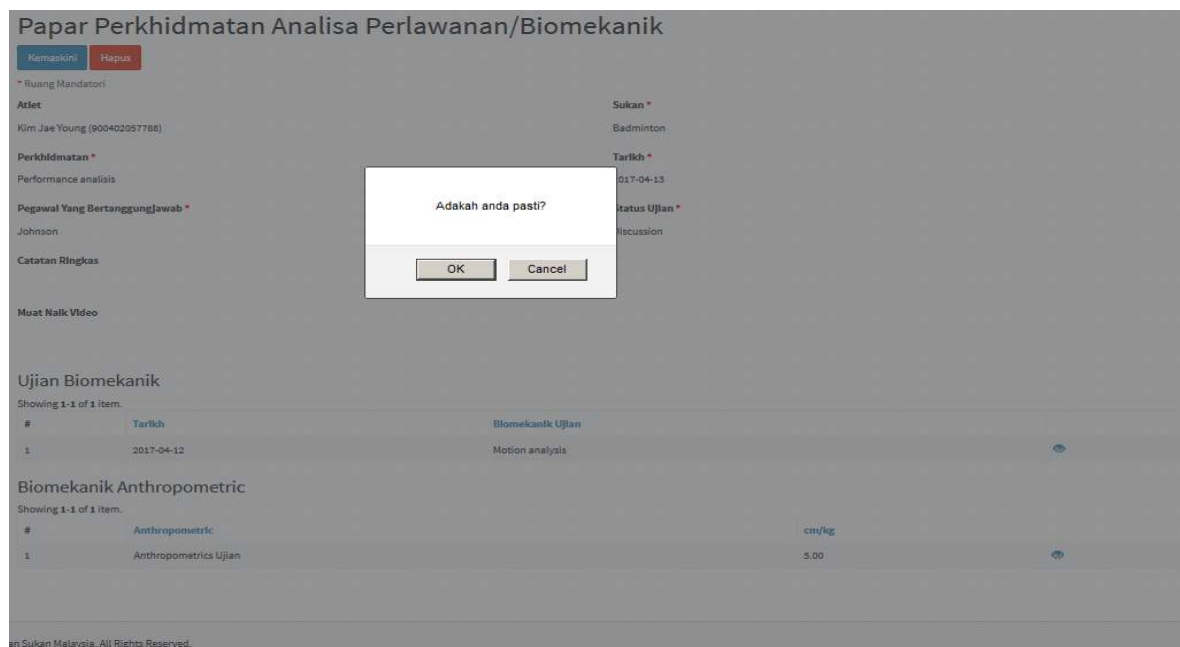 Papar Perkhidmatan Analisa Perlawanan/Biomekanik
Kemaskini Hapus
* Ruang Mandatori
Atlet Sukan *
Kim Jae Young (900402057788) Badminton
Perkhidmatan * Tarikh *
Performance analisis 2017-04-13
Adakah anda pasti?
Pegawai Yang Bertanggungjawab * Status Ujian *
Johnson Discussion
Catatan Ringkas
OK Cancel
Muat Naik Video
Ujian Biomekanik
Showing 1-1 of 1 item.
# Tarikh Biomekanik Ujian
1 2017-04-12 Motion analysis
Biomekanik Anthropometric
Showing 1-1 of 1 item.
# Anthropometric cm/kg
1 Anthropometrics Ujian 5.00
an Sukan Malaysia. All Rights Reserved.